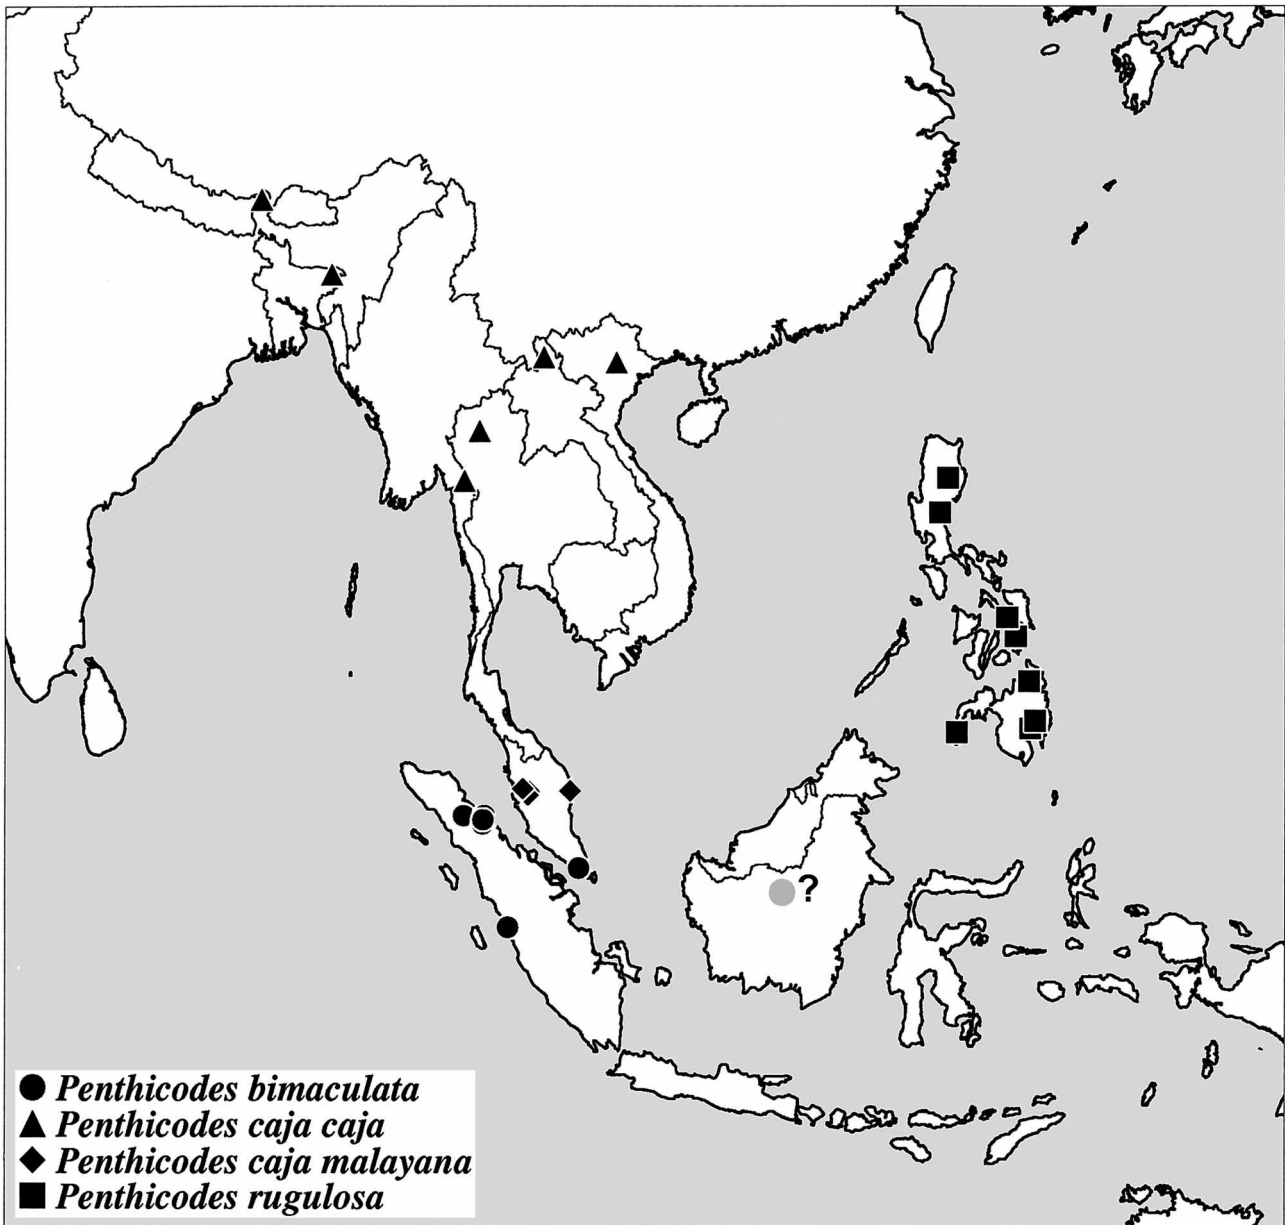 ?
Penthicodes bimaculata
Penthicodes caja caja
Penthicodes caja malayana
Penthicodes rugulosa